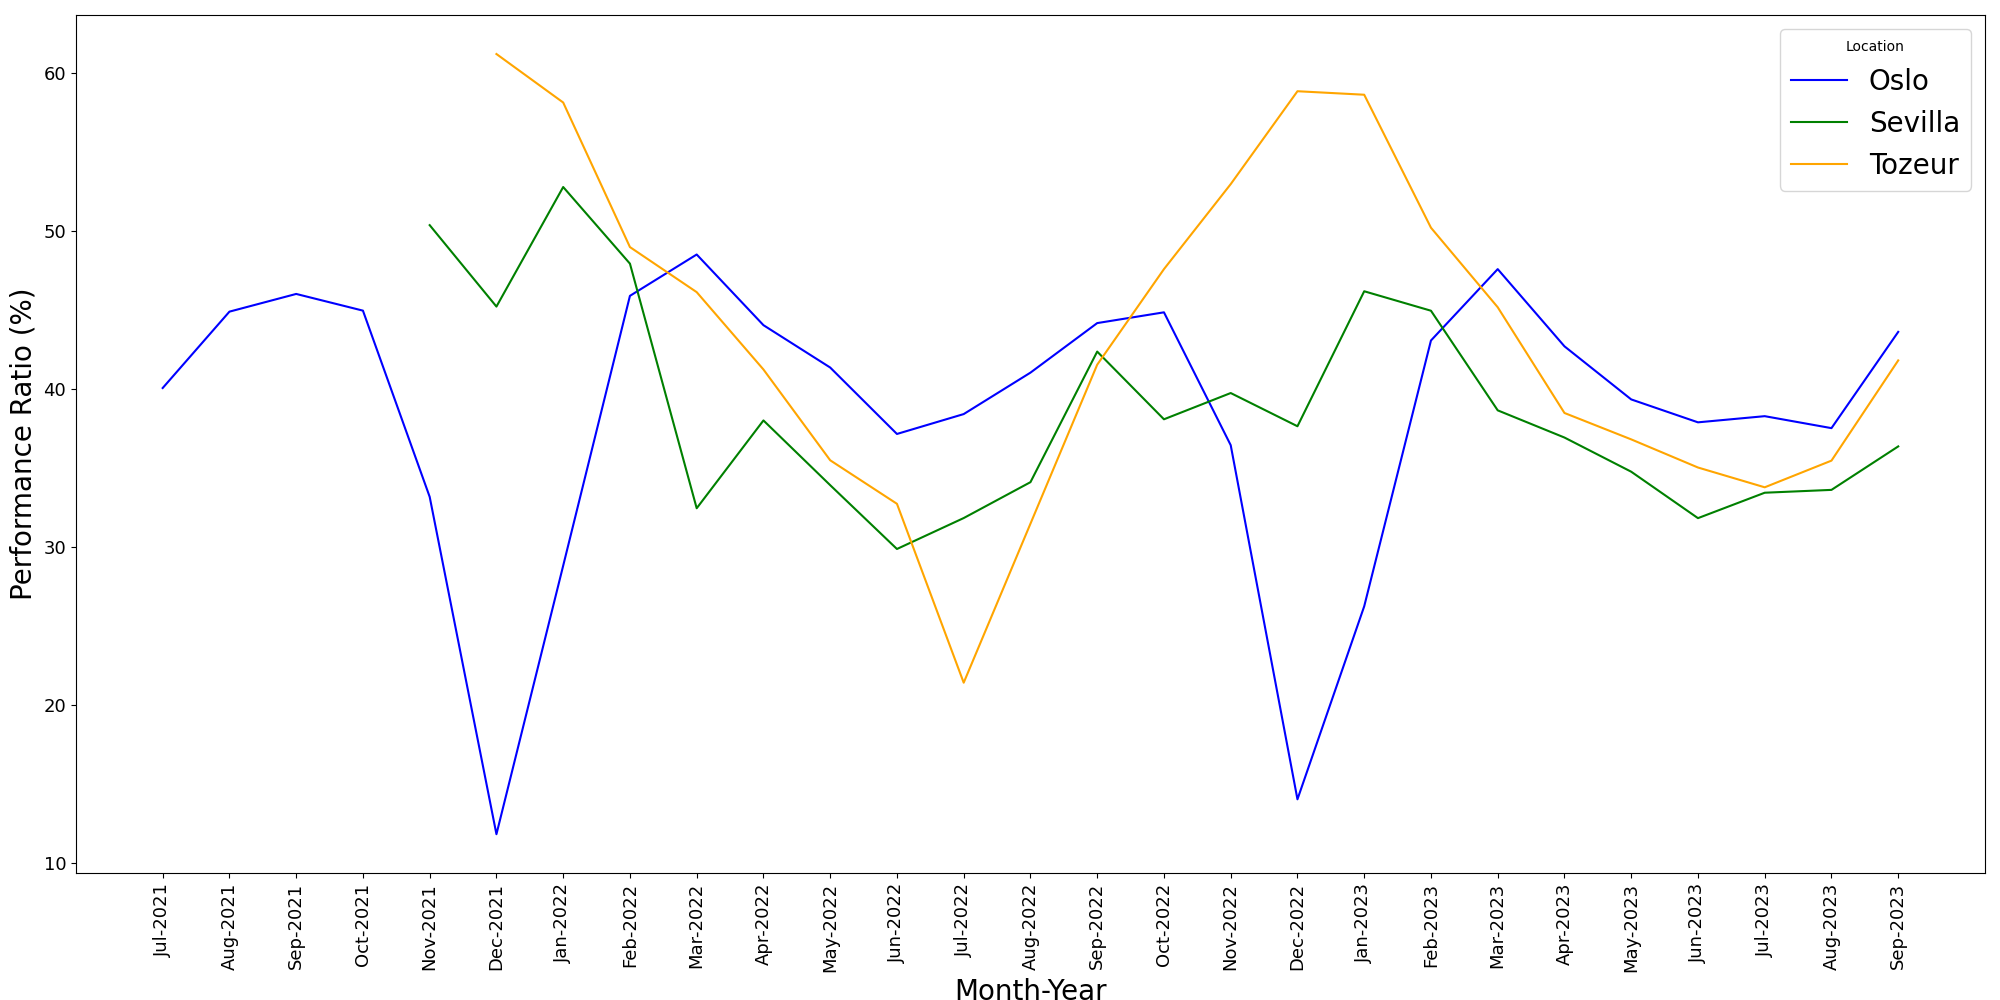 Performance Ratio (%)
60
50
40
30
20
10
Location
Oslo
Sevilla
Tozeur
Jul-2021
Aug-2021
Sep-2021
Oct-2021
Nov-2021
Dec-2021
Jan-2022
Feb-2022
Mar-2022
Apr-2022
May-2022
Jun-2022
Jul-2022
Aug-2022
Sep-2022
Oct-2022
Nov-2022
Dec-2022
Jan-2023
Feb-2023
Mar-2023
Apr-2023
May-2023
Jun-2023
Jul-2023
Aug-2023
Sep-2023
Month-Year